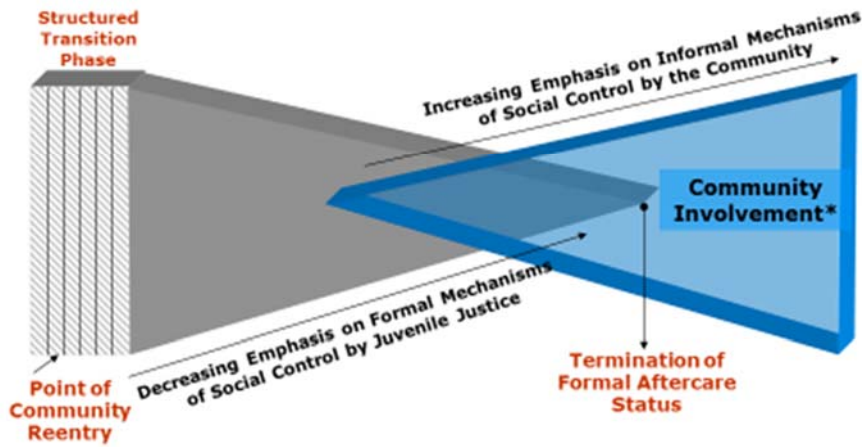 Structured
Transition
Phase
Increasing Emphasis on Informal Mechanisms
of Social Control by the Community
Community
Involvement*
Decreasing Emphasis on Formal Mechanisms
of Social Control by Juvenile Justice
Point of
Community
Reentry
Termination of
Formal Aftercare
Status